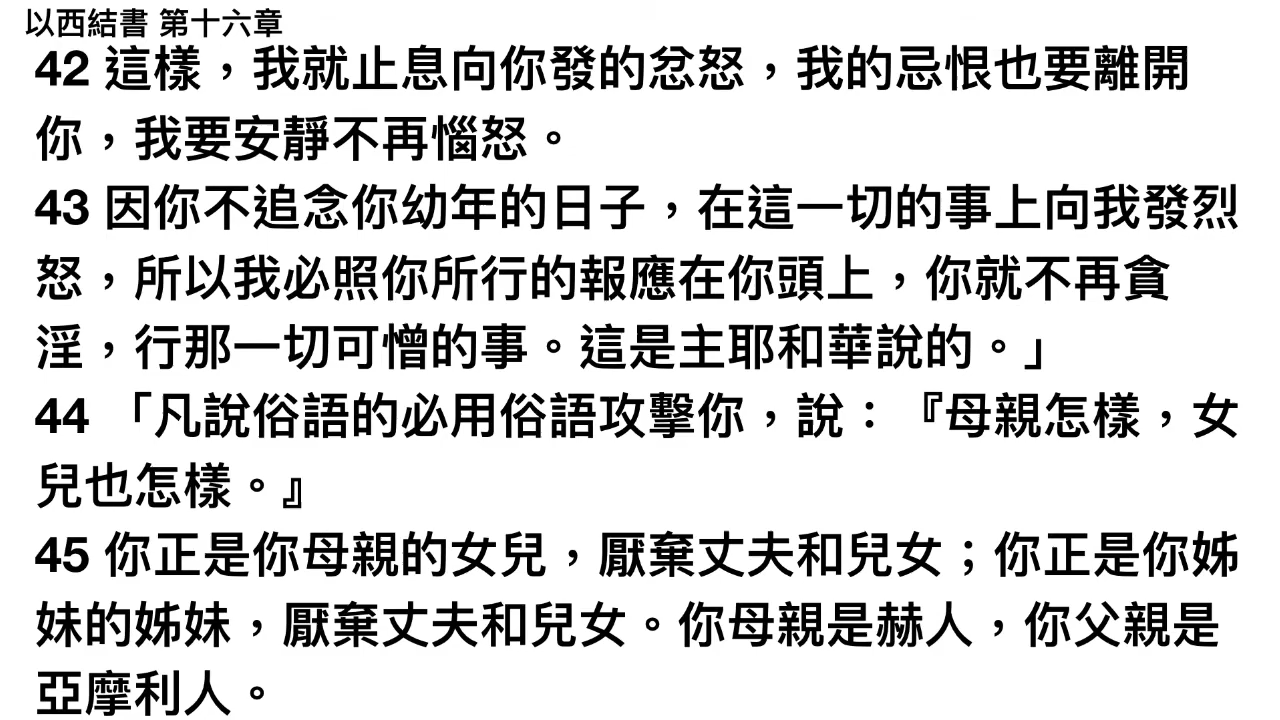 以西結書 第十六章
42 這樣，我就止息向你發的忿怒，我的忌恨也要離開
你，我要安靜不再惱怒。
43 因你不追念你幼年的日子，在這一切的事上向我發烈
怒，所以我必照你所行的報應在你頭上，你就不再貪
淫，行那一切可憎的事。這是主耶和華說的。」
44 「凡說俗語的必用俗語攻擊你，說：『母親怎樣，女
兒也怎樣。』
45 你正是你母親的女兒，厭棄丈夫和兒女；你正是你姊
妹的姊妹，厭棄丈夫和兒女。你母親是赫人，你父親是
亞摩利人。